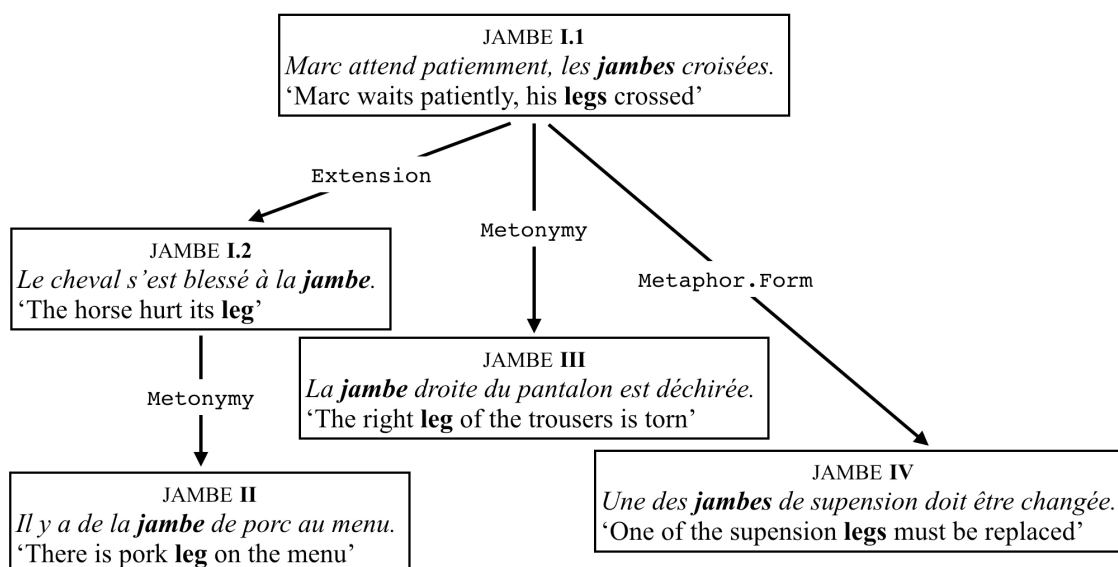 JAMBE I.1
Marc attend patiemment, les jambes croisées.
‘Marc waits patiently, his legs crossed’
Extension
Metonymy
Metaphor.Form
JAMBE I.2
Le cheval s’est blessé à la jambe.
‘The horse hurt its leg’
Metonymy
JAMBE III
La jambe droite du pantalon est déchirée.
‘The right leg of the trousers is torn’
JAMBE IV
Une des jambes de supension doit être changée.
‘One of the supension legs must be replaced’
JAMBE II
Il y a de la jambe de porc au menu.
‘There is pork leg on the menu’